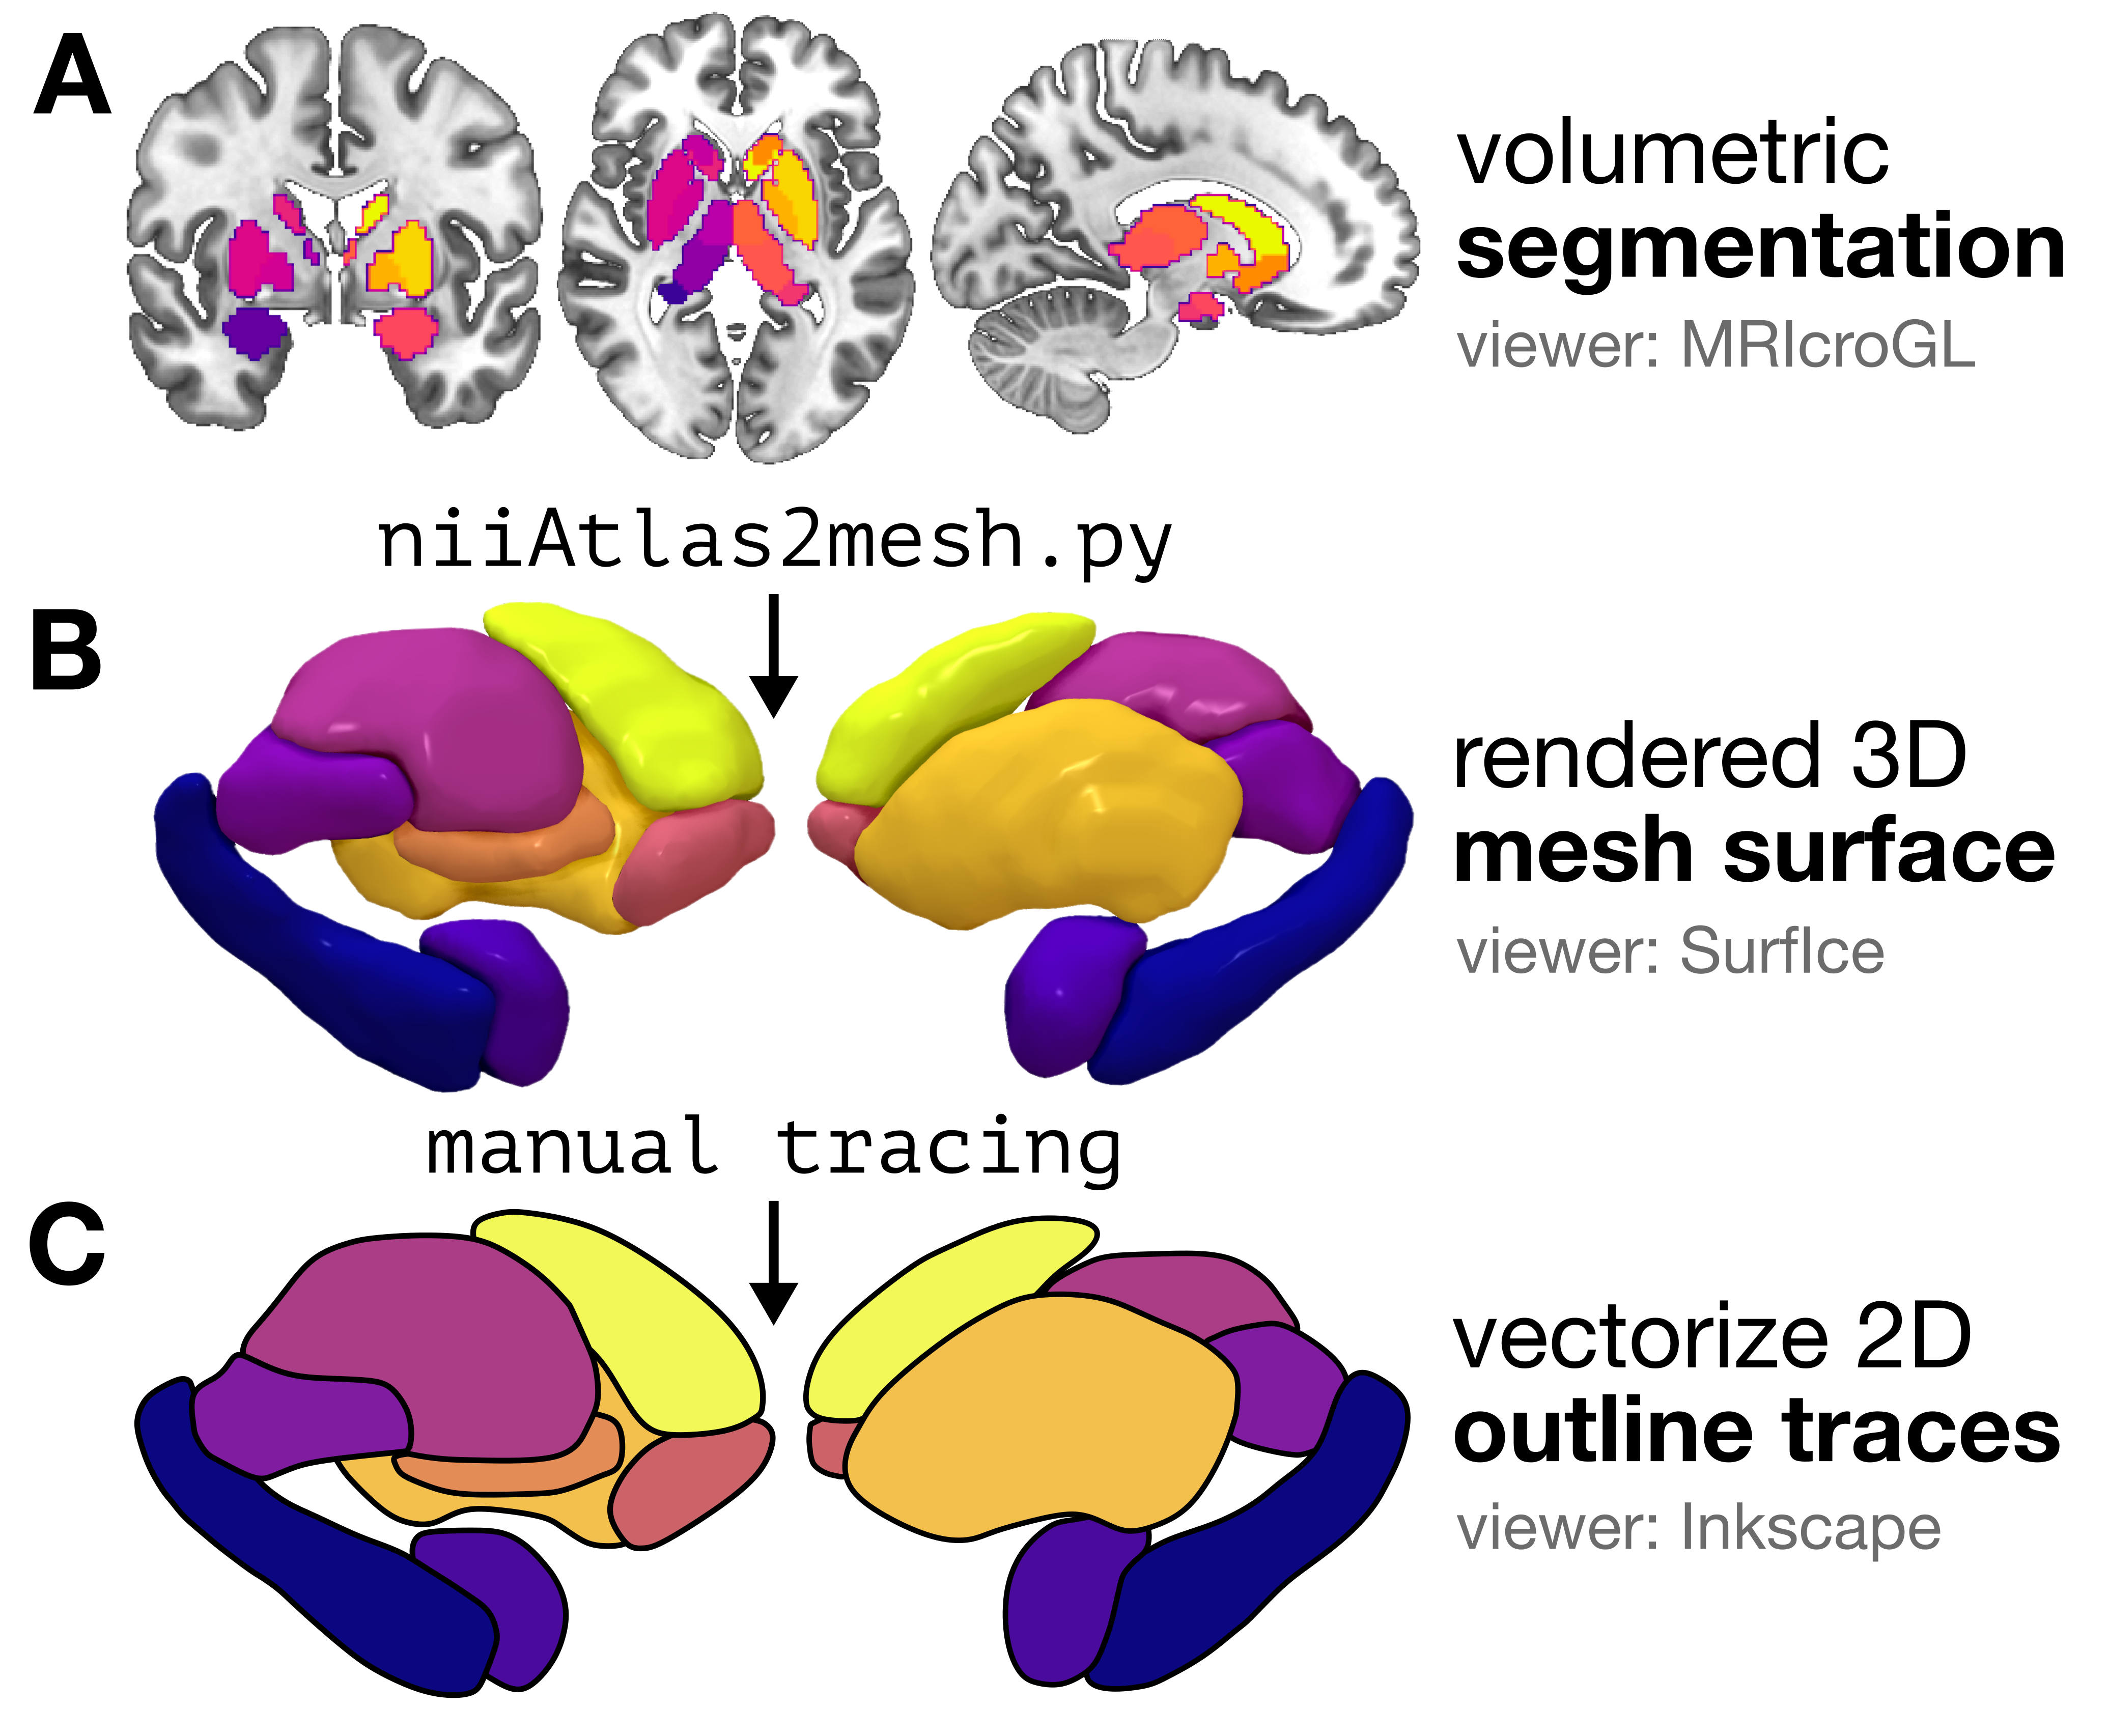 A
volumetric
segmentation
viewer: MRIcroGL
niiAtlas2mesh.py
B
rendered 3D
mesh surface
viewer: SurfIce
manual tracing
C
vectorize 2D
outline traces
viewer: Inkscape